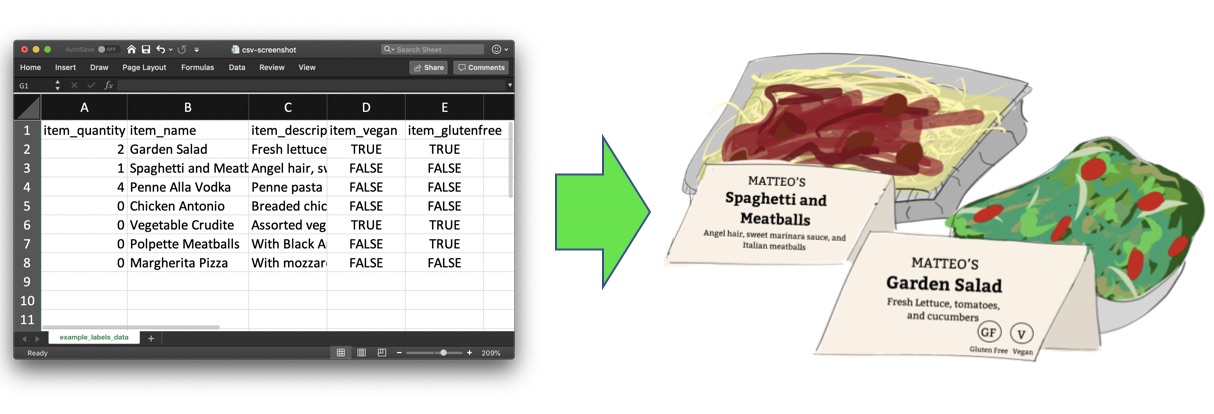 AutoSave OFF
csv-screenshot
Search Sheet
Home Insert Draw Page Layout Formulas Data Review View
Share Comments
G1 fx
A B C D E
1 item_quantity item_name item_descrip item_vegan item_glutenfree
2 2 Garden Salad Fresh lettuce TRUE TRUE
3 1 Spaghetti and Meatb Angel hair, sw FALSE FALSE
4 4 Penne Alla Vodka Penne pasta FALSE FALSE
5 0 Chicken Antonio Breaded chic FALSE FALSE
6 0 Vegetable Crudite Assorted veg TRUE TRUE
7 0 Polpette Meatballs With Black A FALSE TRUE
8 0 Margherita Pizza With mozzar FALSE FALSE
9
10
11
example_labels_data
Ready
209%
MATTEO'S
Spaghetti and
Meatballs
Angel hair, sweet marinara sauce, and
Italian meatballs
MATTEO'S
Garden Salad
Fresh Lettuce, tomatoes,
and cucumbers
GF V
Gluten Free Vegan